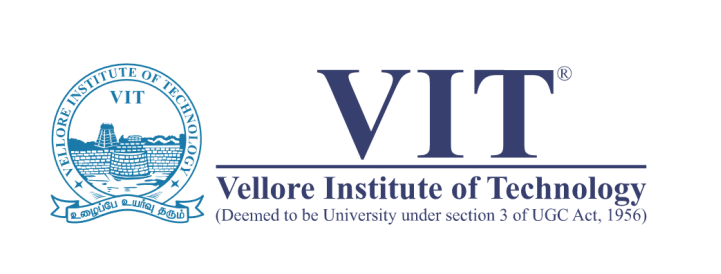 VELLORE INSTITUTE OF TECHNOLOGY
VIT
உழைப்பே உயர்வு தரும்
VIT®
Vellore Institute of Technology
(Deemed to be University under section 3 of UGC Act, 1956)